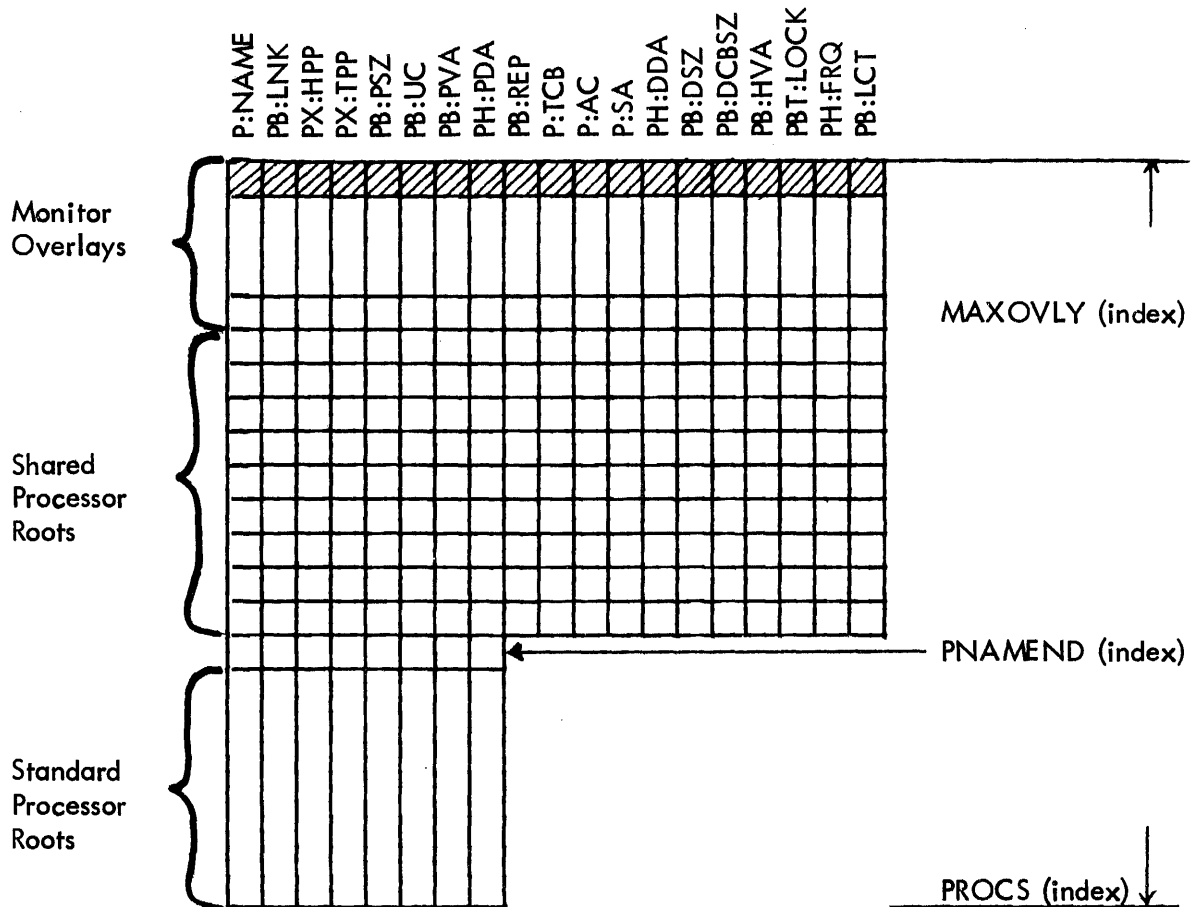 P:NAME
PB:LNK
PX:HPP
PX:TPP
PB:PSZ
PB:UC
PB:PVA
PH:PDA
PB:REP
P:TCB
P:AC
P:SA
PH:DDA
PB:DSZ
PB:DCBSZ
PB:HVA
PBT:LOCK
PH:FRQ
PB:LCT
Monitor
Overlays
MAXOVLY (index)
Shared
Processor
Roots
PNAMEND (index)
Standard
Processor
Roots
PROCS (index)